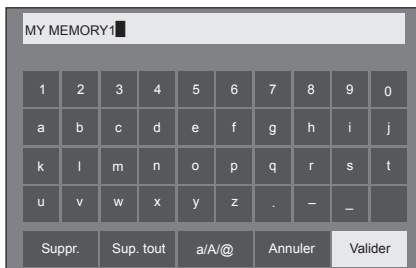 MY MEMORY1
1 2 3 4 5 6 7 8 9 0
a b c d e f g h i j
k l m n o p q r s t
u v w x y z . – _
Suppr. Sup. tout a/A/@ Annuler Valider